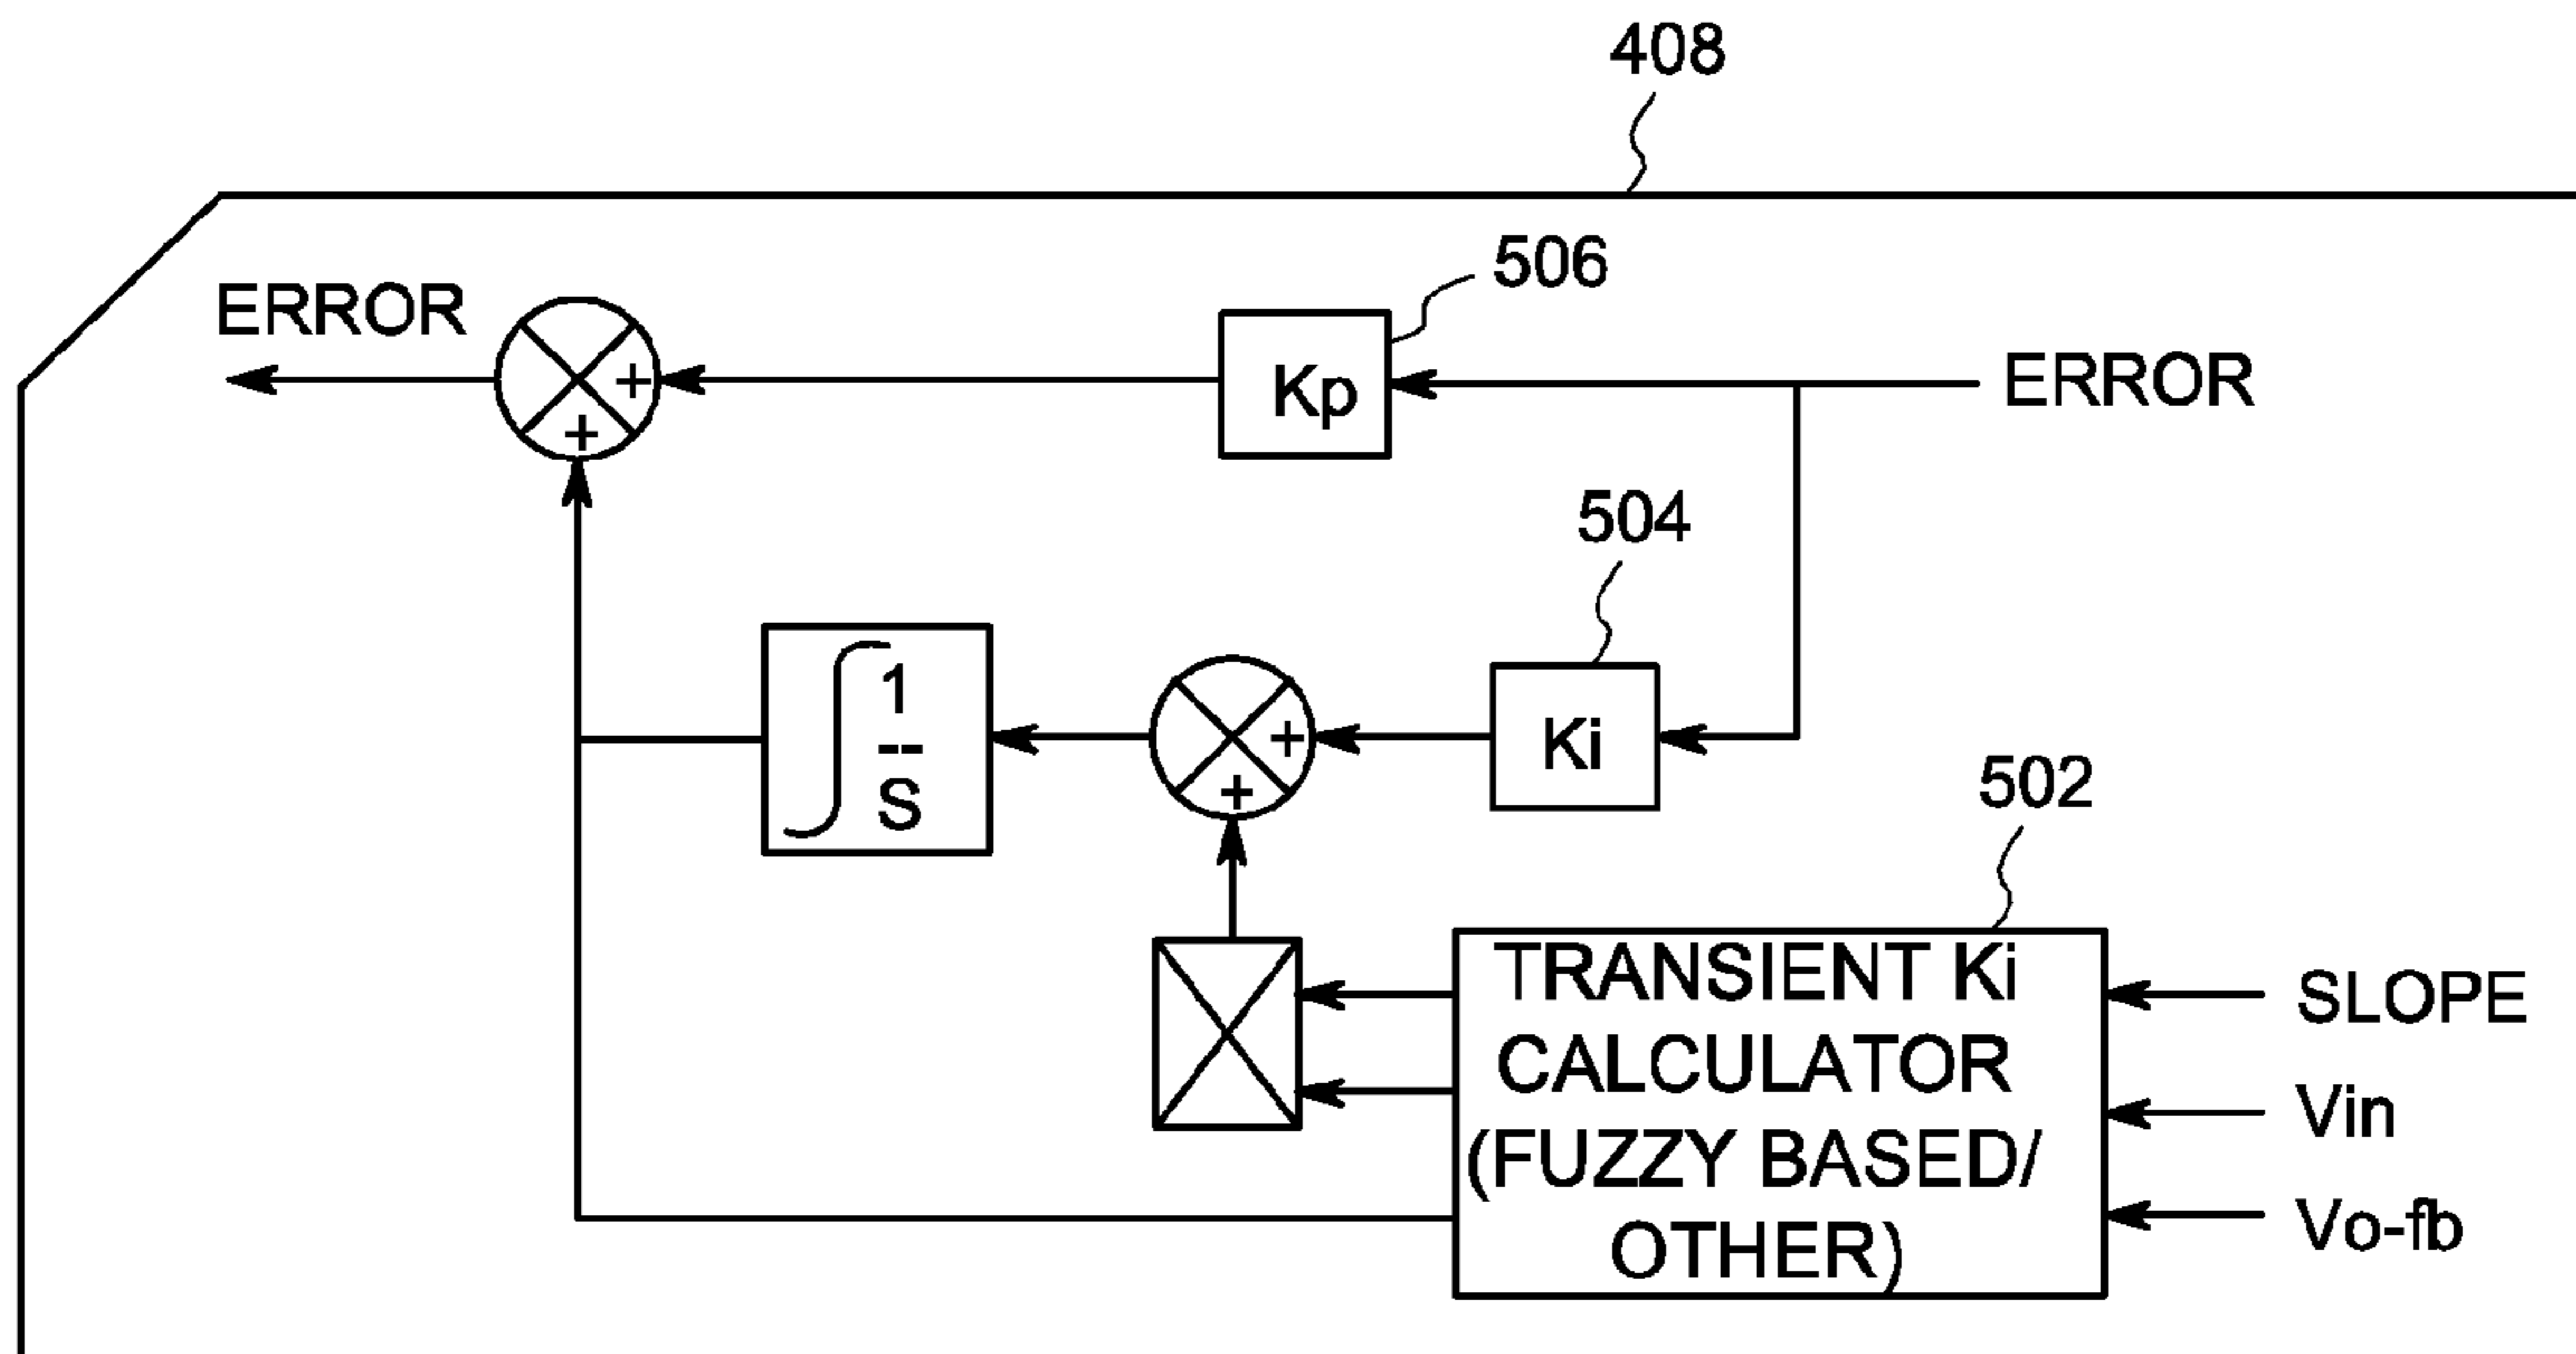 408
506
ERROR
+
Kp
ERROR
+
504
∫ 1
--
S
+
Ki
+
502
TRANSIENT Ki
CALCULATOR
(FUZZY BASED/
OTHER)
SLOPE
Vin
Vo-fb